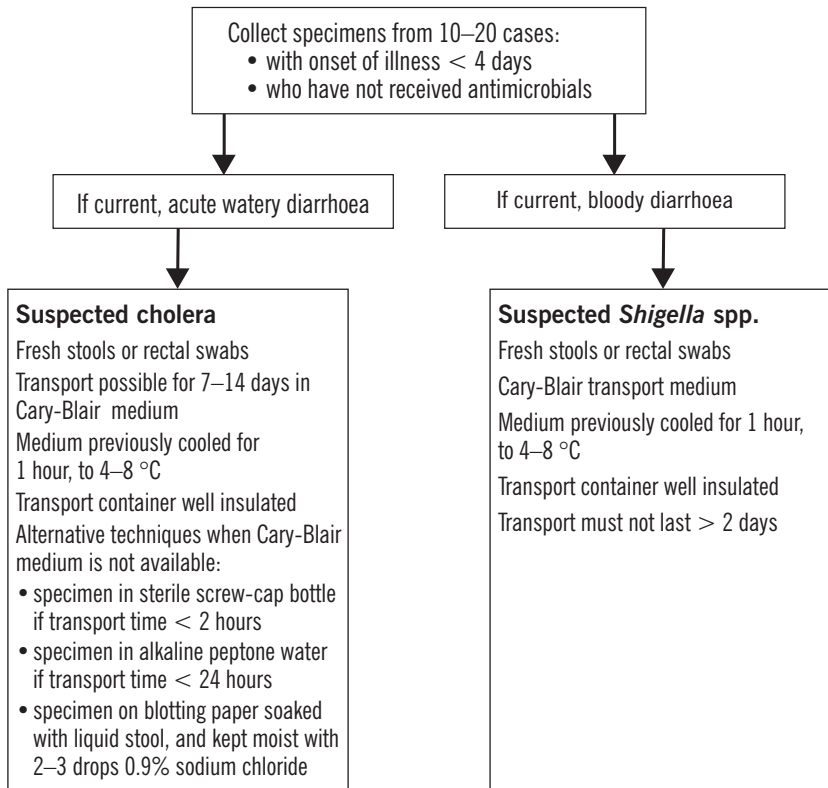 Collect specimens from 10–20 cases:
• with onset of illness < 4 days
• who have not received antimicrobials
If current, acute watery diarrhoea
If current, bloody diarrhoea
Suspected cholera
Fresh stools or rectal swabs
Transport possible for 7–14 days in
Cary-Blair medium
Medium previously cooled for
1 hour, to 4–8 °C
Transport container well insulated
Alternative techniques when Cary-Blair
medium is not available:
• specimen in sterile screw-cap bottle
if transport time < 2 hours
• specimen in alkaline peptone water
if transport time < 24 hours
• specimen on blotting paper soaked
with liquid stool, and kept moist with
2–3 drops 0.9% sodium chloride
Suspected Shigella spp.
Fresh stools or rectal swabs
Cary-Blair transport medium
Medium previously cooled for 1 hour,
to 4–8 °C
Transport container well insulated
Transport must not last > 2 days